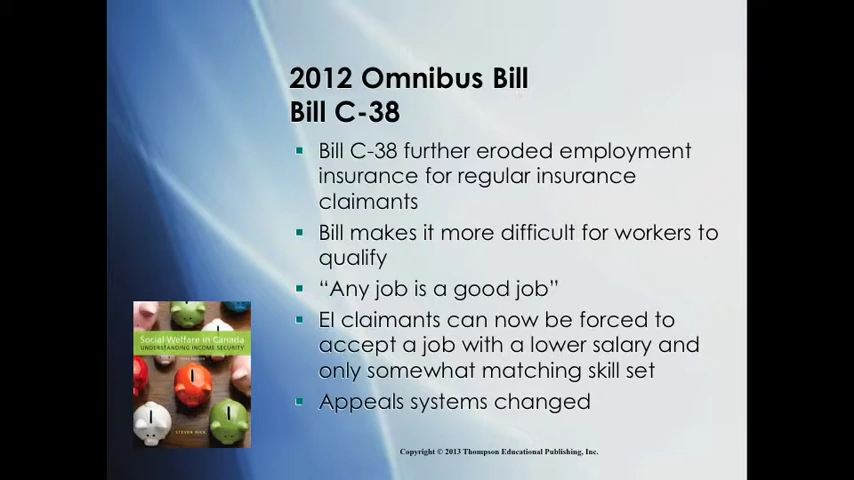 2012 Omnibus Bill
Bill C-38
▪ Bill C-38 further eroded employment
insurance for regular insurance
claimants
▪ Bill makes it more difficult for workers to
qualify
▪ “Any job is a good job”
▪ EI claimants can now be forced to
accept a job with a lower salary and
only somewhat matching skill set
▪ Appeals systems changed
Social Welfare in Canada
UNDERSTANDING INCOME SECURITY
STEVEN HICK
Copyright © 2013 Thompson Educational Publishing, Inc.